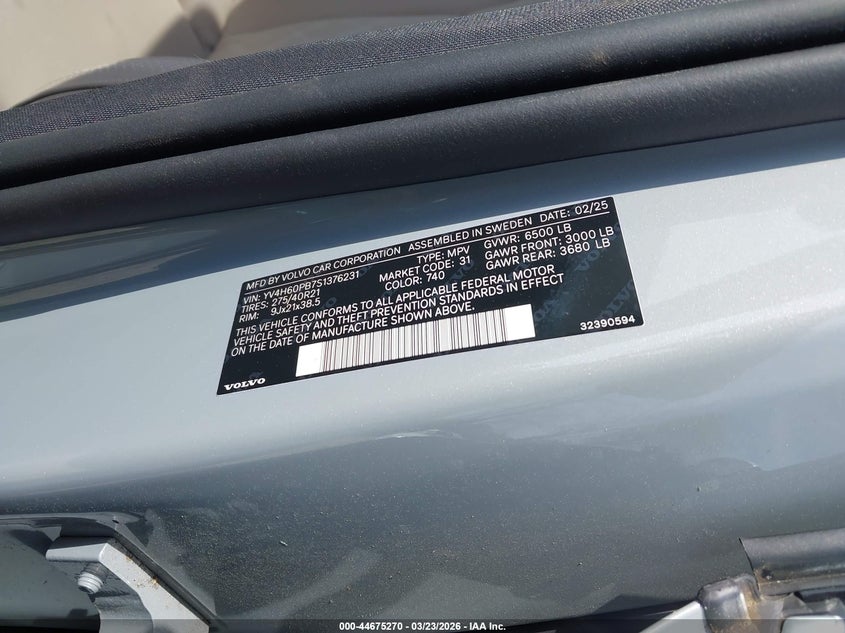 MFD BY VOLVO CAR CORPORATION ASSEMBLED IN SWEDEN DATE: 02/25
VIN: YV4H60PB7S1376231 TYPE: MPV GVWR: 6500 LB
TIRES: 275/40R21 MARKET CODE: 31 GAWR FRONT: 3000 LB
RIM: 9Jx21x38.5 COLOR: 740 GAWR REAR: 3680 LB
THIS VEHICLE CONFORMS TO ALL APPLICABLE FEDERAL MOTOR
VEHICLE SAFETY AND THEFT PREVENTION STANDARDS IN EFFECT
ON THE DATE OF MANUFACTURE SHOWN ABOVE.
32390594
VOLVO
000-44675270 - 03/23/2026 - IAA Inc.